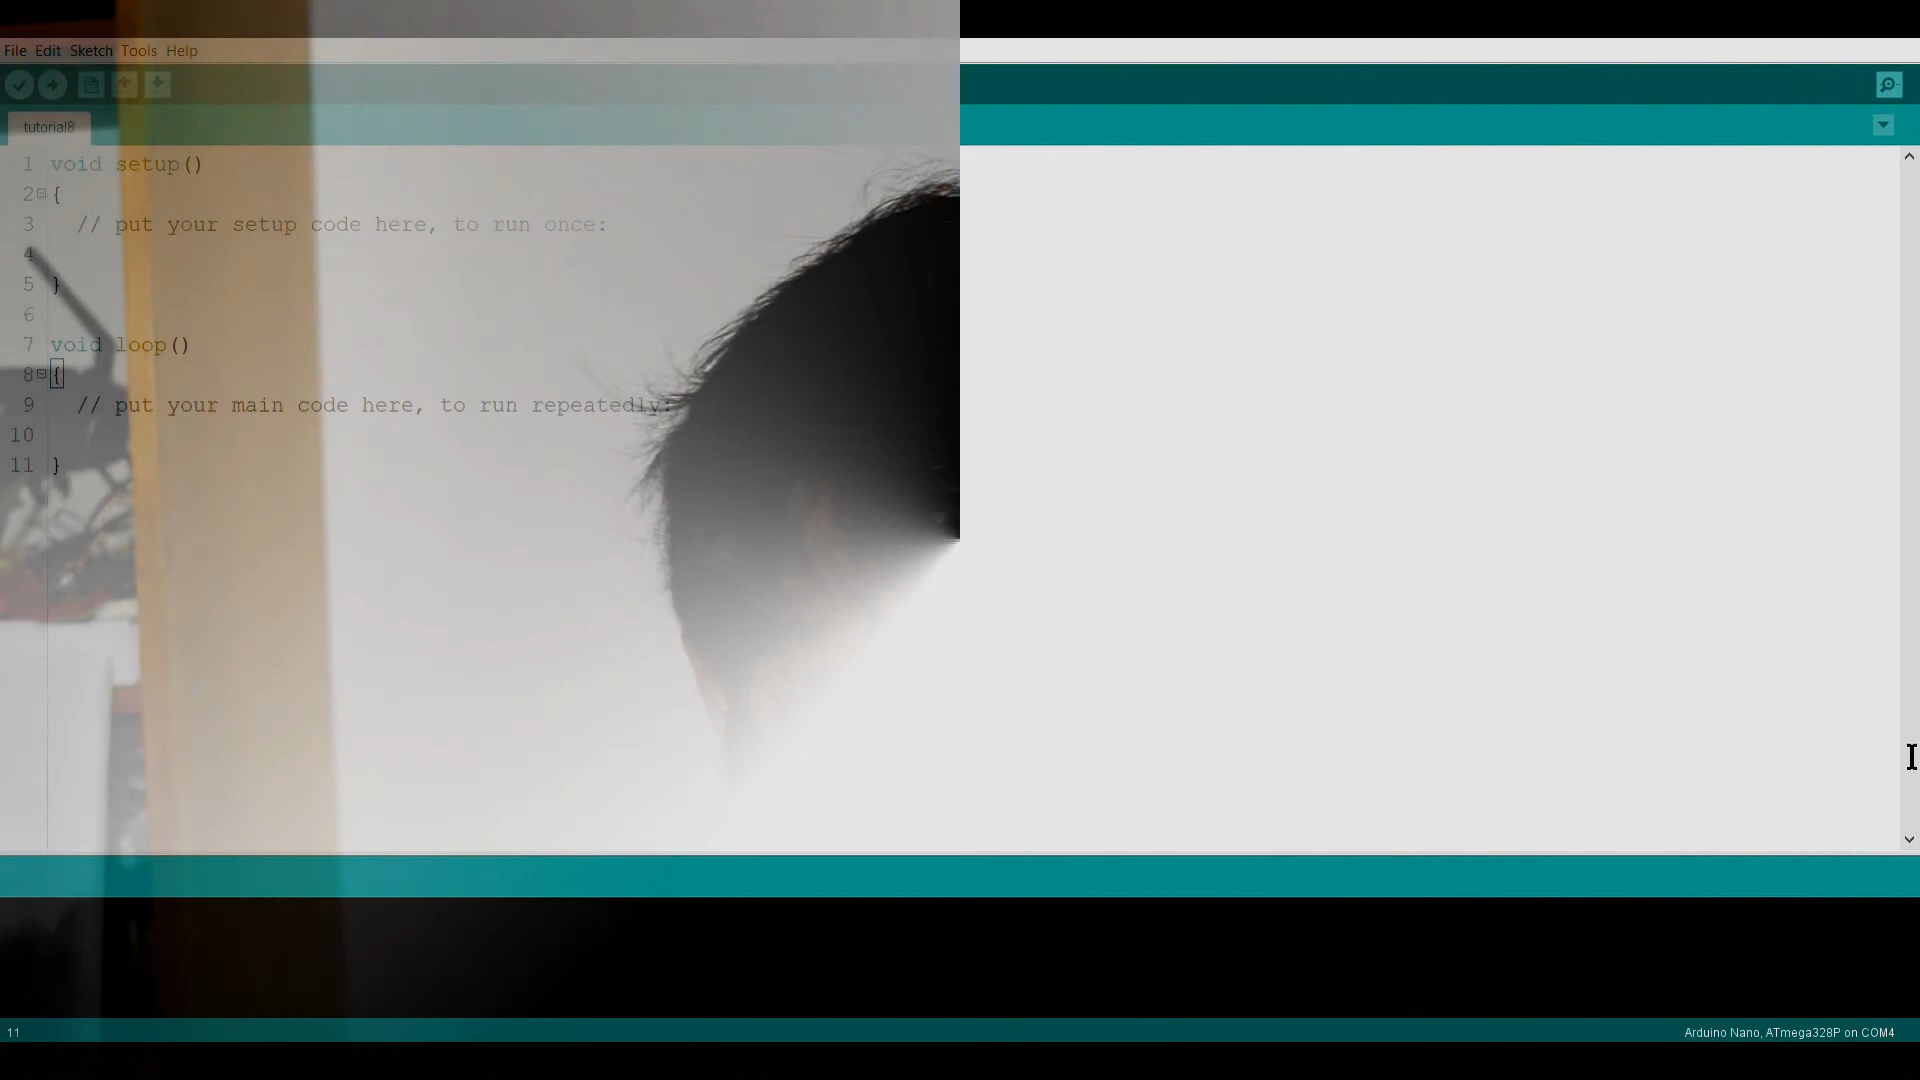 File Edit Sketch Tools Help
tutorial8
1 void setup()
2 {
3 // put your setup code here, to run once:
4
5 }
6
7 void loop()
8 {
9 // put your main code here, to run repeatedly:
10
11 }
11
Arduino Nano, ATmega328P on COM4